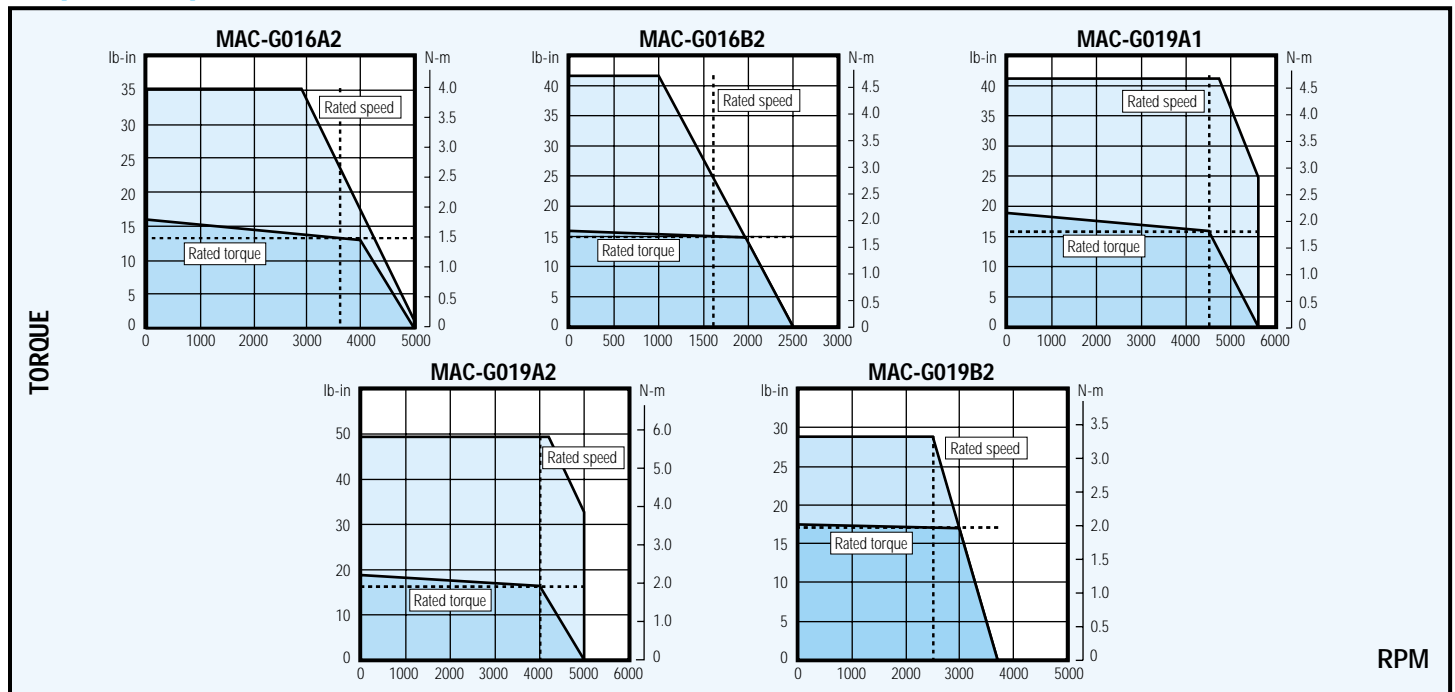 MAC-G016A2
lb-in
N-m
35
30
25
20
15
10
5
0
4.0
3.5
3.0
2.5
2.0
1.5
1.0
0.5
0
Rated speed
Rated torque
0 1000 2000 3000 4000 5000
MAC-G016B2
lb-in
N-m
40
35
30
25
20
15
10
5
0
4.5
4.0
3.5
3.0
2.5
2.0
1.5
1.0
0.5
0
Rated speed
Rated torque
0 500 1000 1500 2000 2500 3000
MAC-G019A1
lb-in
N-m
40
35
30
25
20
15
10
5
0
4.5
4.0
3.5
3.0
2.5
2.0
1.5
1.0
0.5
0
Rated speed
Rated torque
0 1000 2000 3000 4000 5000 6000
TORQUE
MAC-G019A2
lb-in
N-m
50
40
30
20
10
0
6.0
5.0
4.0
3.0
2.0
1.0
0
Rated speed
Rated torque
0 1000 2000 3000 4000 5000 6000
MAC-G019B2
lb-in
N-m
30
25
20
15
10
5
0
3.5
3.0
2.5
2.0
1.5
1.0
0.5
0
Rated speed
Rated torque
0 1000 2000 3000 4000 5000
RPM